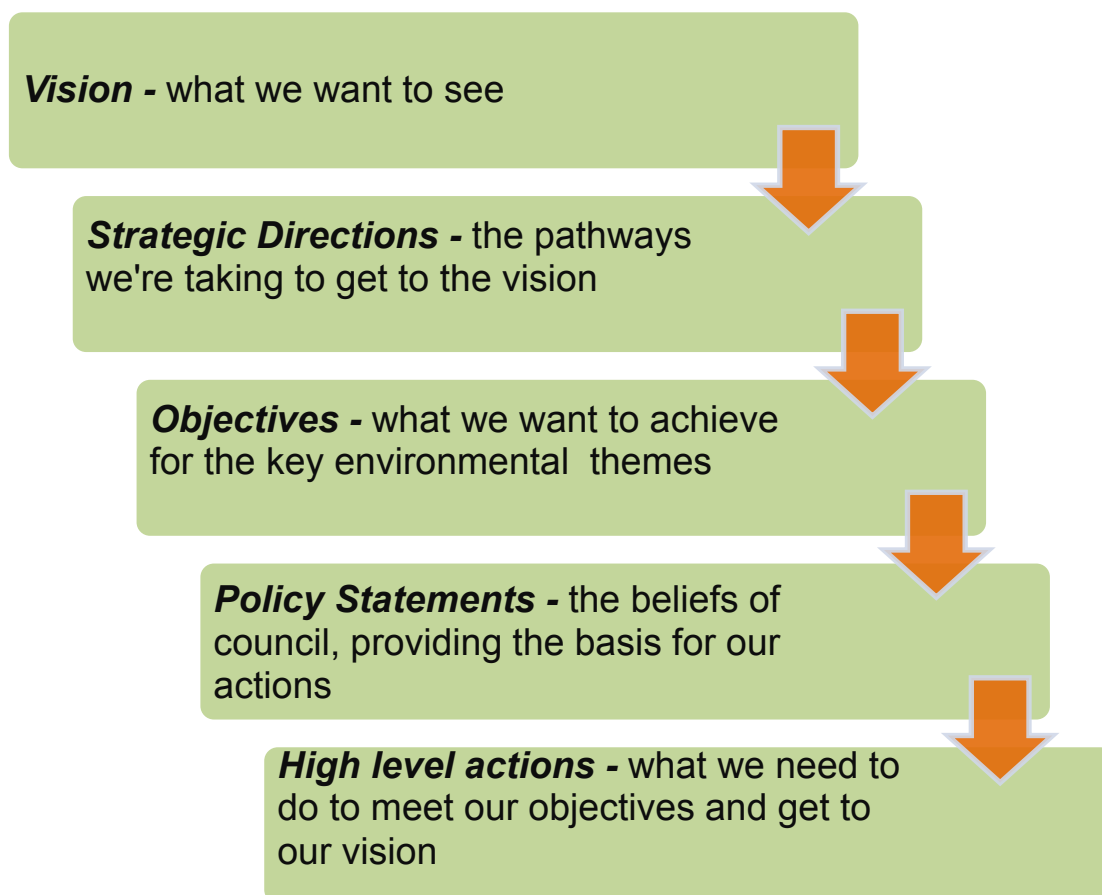 Vision - what we want to see
Strategic Directions - the pathways
we're taking to get to the vision
Objectives - what we want to achieve
for the key environmental  themes
Policy Statements - the beliefs of
council, providing the basis for our
actions
High level actions - what we need to
do to meet our objectives and get to
our vision